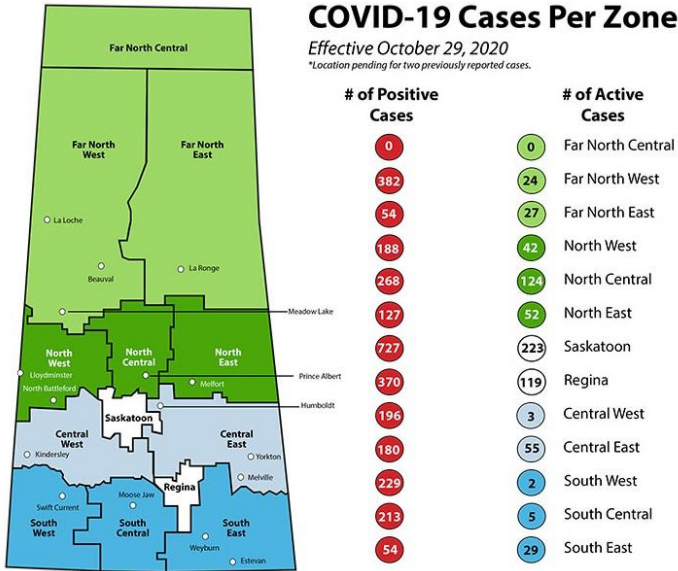 COVID-19 Cases Per Zone
Effective October 29, 2020
*Location pending for two previously reported cases.
# of Positive
Cases
# of Active
Cases
0 0 Far North Central
382 24 Far North West
54 27 Far North East
188 42 North West
268 124 North Central
127 52 North East
727 223 Saskatoon
370 119 Regina
196 3 Central West
180 55 Central East
229 2 South West
213 5 South Central
54 29 South East
Far North Central
Far North
West
Far North
East
La Loche
Beauval
La Ronge
Meadow Lake
North
West
North
Central
North
East
Lloydminster
North Battleford
Prince Albert
Melfort
Humboldt
Saskatoon
Central
West
Central
East
Kindersley
Yorkton
Melville
Regina
Swift Current
Moose Jaw
South
West
South
Central
South
East
Weyburn
Estevan